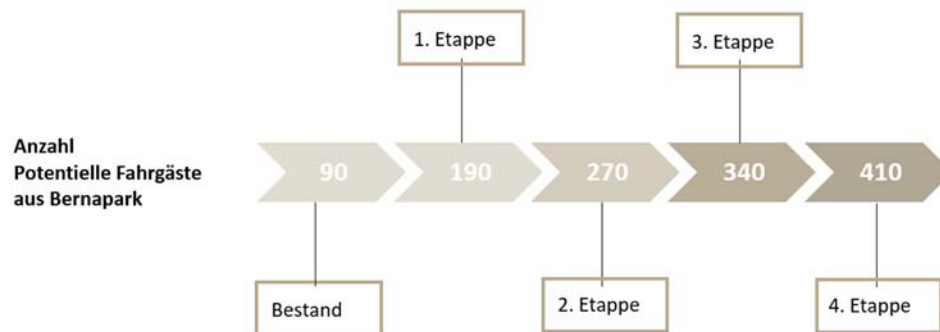 1. Etappe
3. Etappe
Anzahl
Potentielle Fahrgäste
aus Bernapark
90
190
270
340
410
Bestand
2. Etappe
4. Etappe